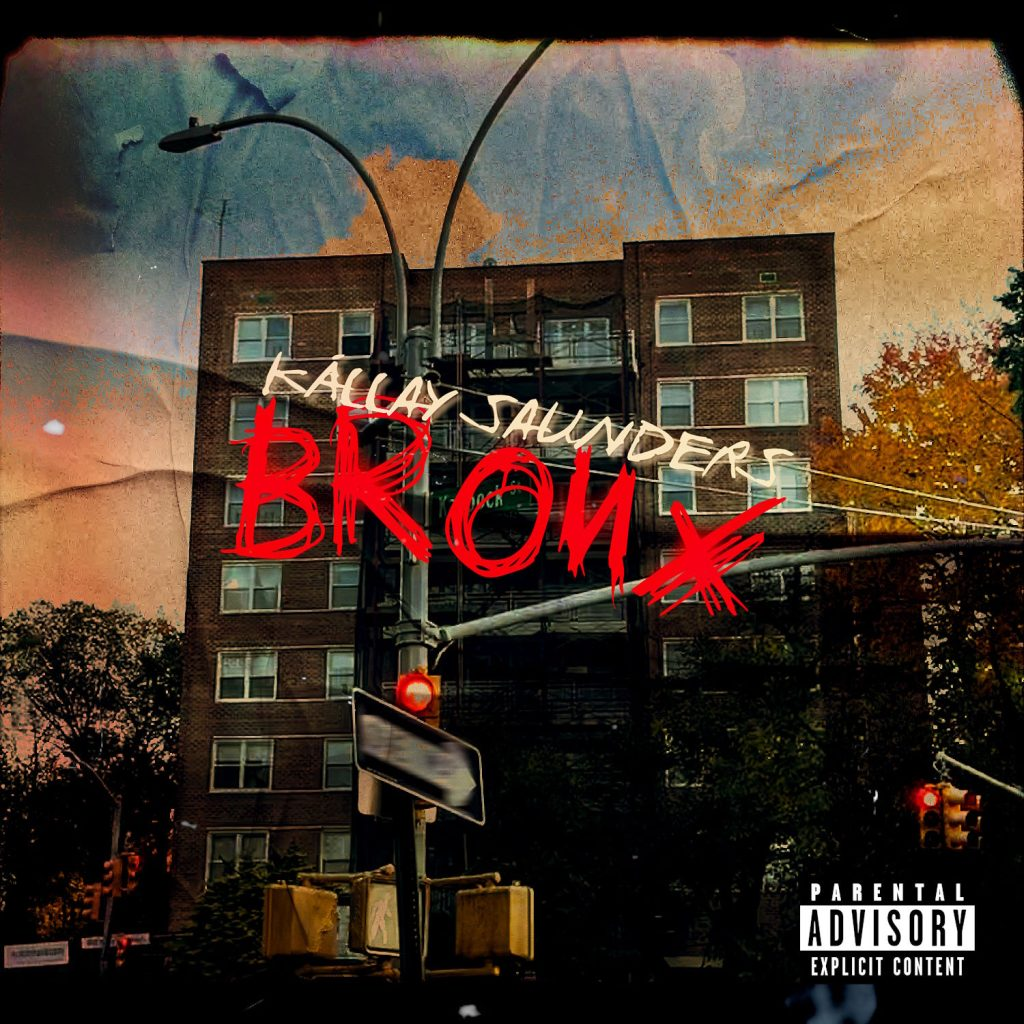 KÁLLAY SAUNDERS
BRONX
PARENTAL
ADVISORY
EXPLICIT CONTENT